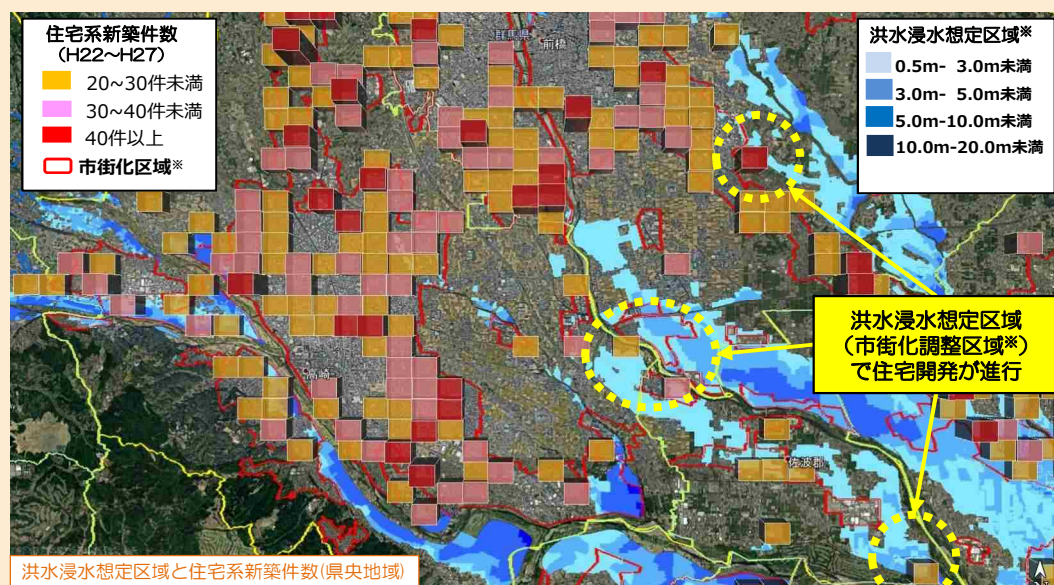 住宅系新築件数
(H22~H27)
20~30件未満
30~40件未満
40件以上
市街化区域※
群馬県
前橋
洪水浸水想定区域※
0.5m- 3.0m未満
3.0m- 5.0m未満
5.0m-10.0m未満
10.0m-20.0m未満
洪水浸水想定区域
(市街化調整区域※)
で住宅開発が進行
高崎
佐波郡
洪水浸水想定区域と住宅系新築件数(県央地域)